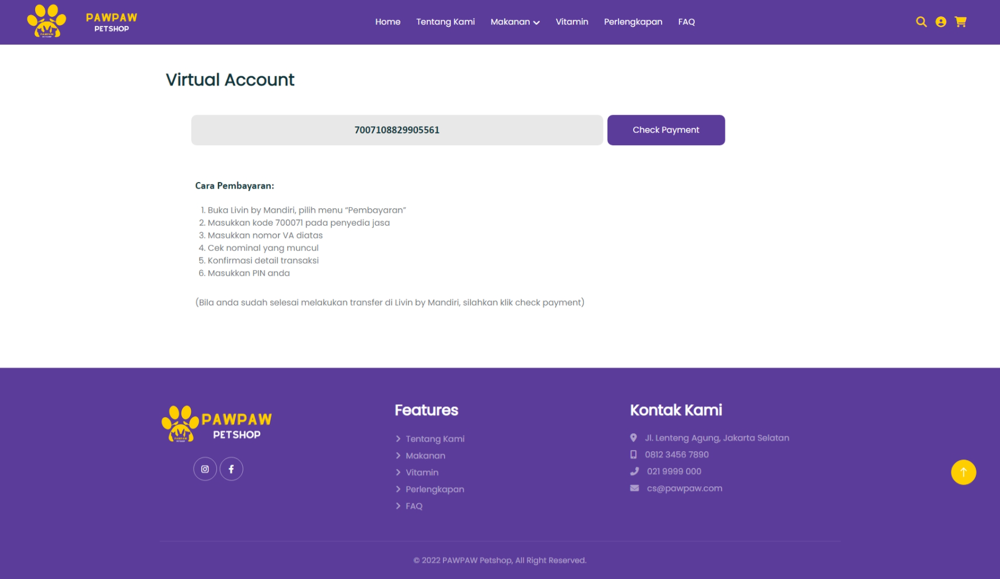 PAWPAW
PETSHOP
Home Tentang Kami Makanan Vitamin Perlengkapan FAQ
Virtual Account
7007108829905561 Check Payment
Cara Pembayaran:
1. Buka Livin by Mandiri, pilih menu “Pembayaran”
2. Masukkan kode 700071 pada penyedia jasa
3. Masukkan nomor VA diatas
4. Cek nominal yang muncul
5. Konfirmasi detail transaksi
6. Masukkan PIN anda
(Bila anda sudah selesai melakukan transfer di Livin by Mandiri, silahkan klik check payment)
PAWPAW
PETSHOP
Features
Tentang Kami
Makanan
Vitamin
Perlengkapan
FAQ
Kontak Kami
Jl. Lenteng Agung, Jakarta Selatan
0812 3456 7890
021 9999 000
cs@pawpaw.com
© 2022 PAWPAW Petshop, All Right Reserved.